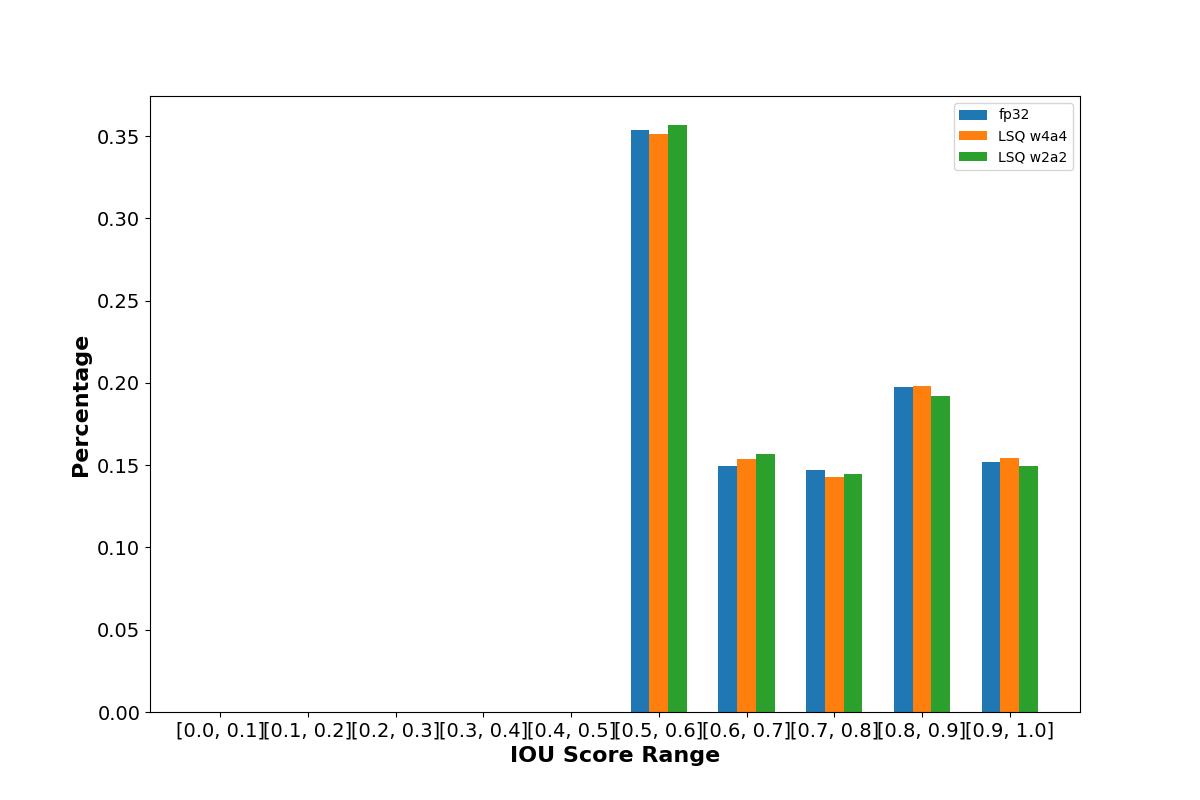 fp32
LSQ w4a4
LSQ w2a2
Percentage
0.35
0.30
0.25
0.20
0.15
0.10
0.05
0.00
[0.0, 0.1] [0.1, 0.2] [0.2, 0.3] [0.3, 0.4] [0.4, 0.5] [0.5, 0.6] [0.6, 0.7] [0.7, 0.8] [0.8, 0.9] [0.9, 1.0]
IOU Score Range